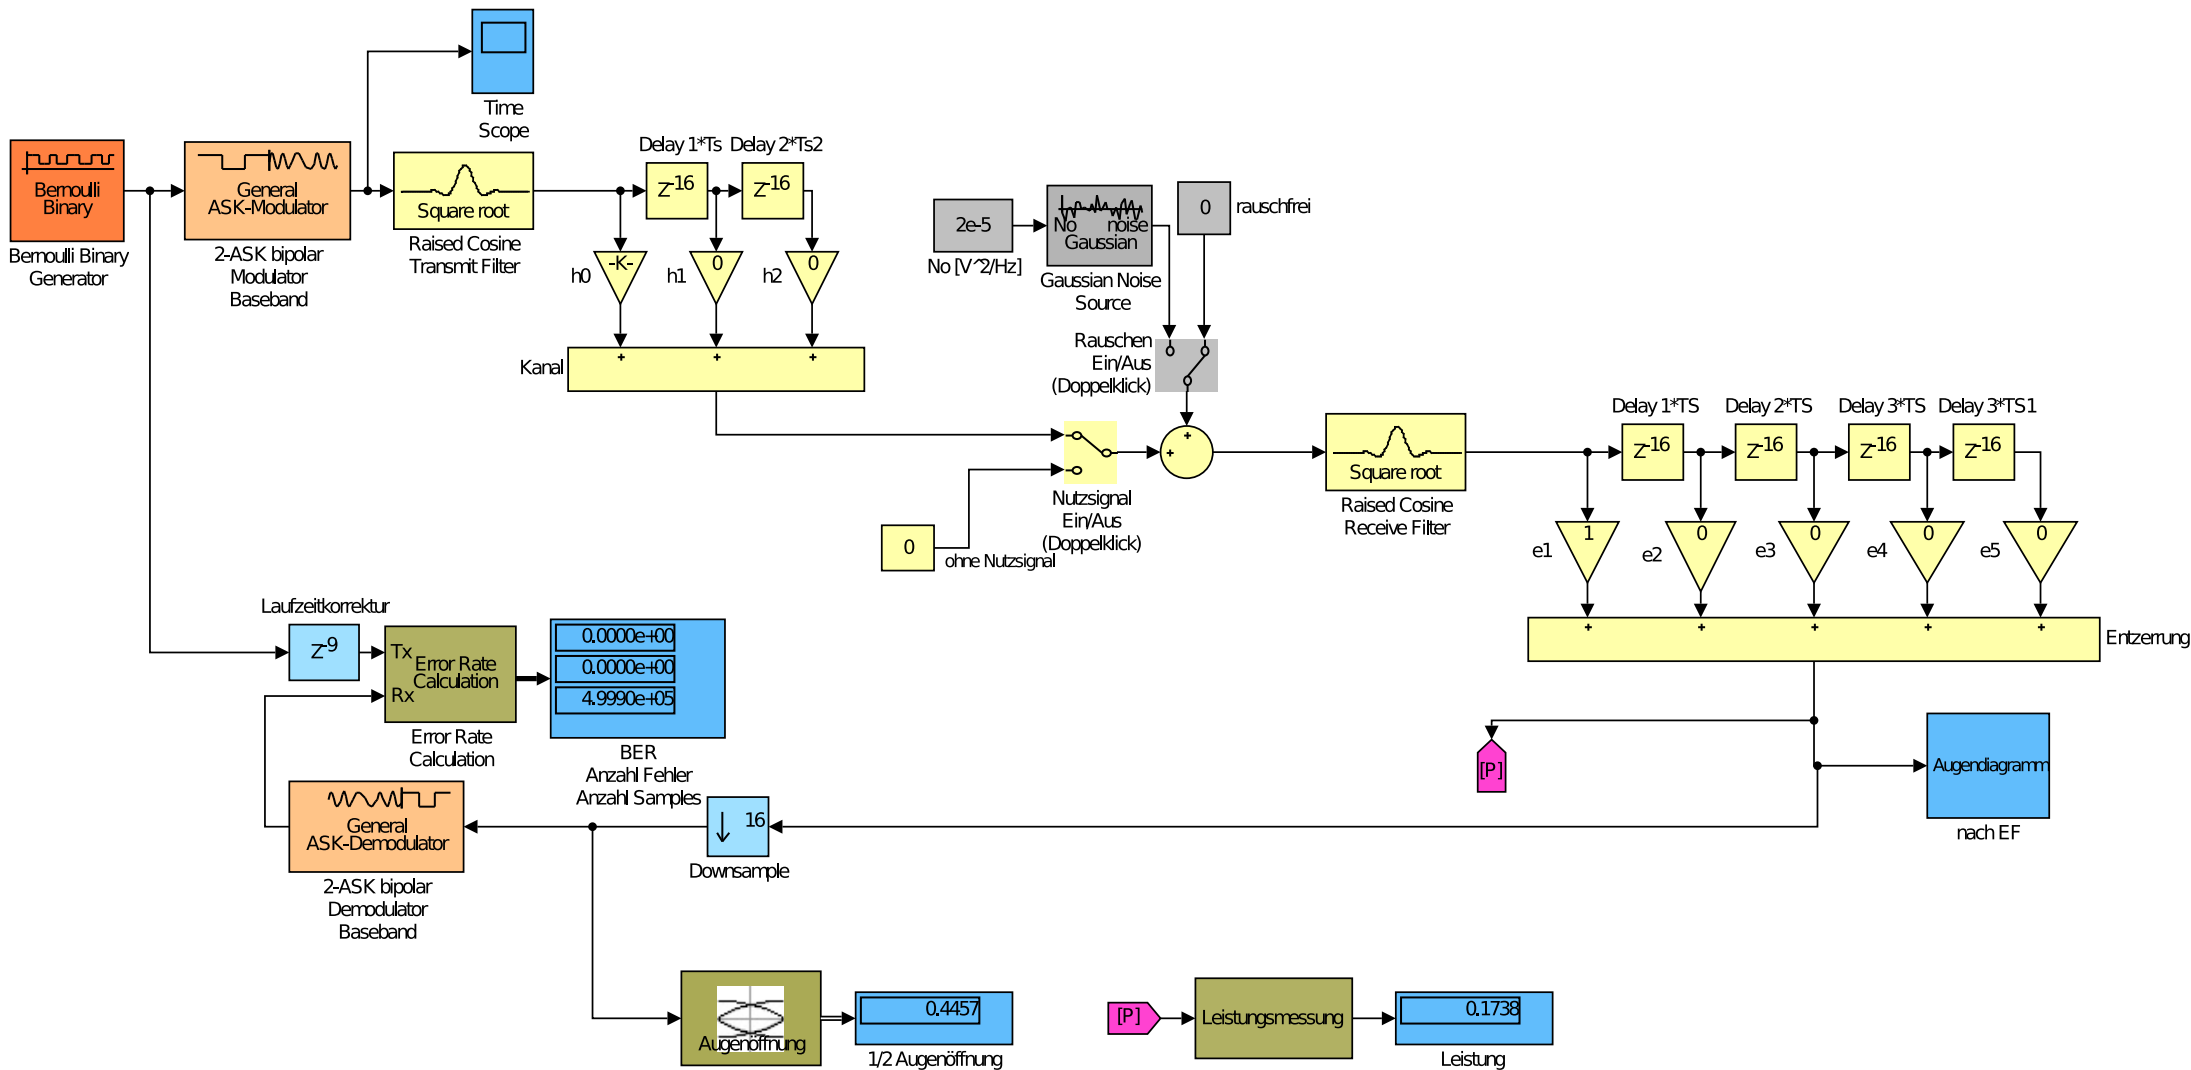 Time
Scope
Bernoulli
Binary
Bernoulli Binary
Generator
General
ASK-Modulator
2-ASK bipolar
Modulator
Baseband
Square root
Raised Cosine
Transmit Filter
Delay 1*Ts
Delay 2*Ts2
Z-16
Z-16
-K-
0
0
h0
h1
h2
+
+
+
Kanal
2e-5
No [V^2/Hz]
No
noise
Gaussian
Gaussian Noise
Source
0
rauschfrei
Rauschen
Ein/Aus
(Doppelklick)
Nutzsignal
Ein/Aus
(Doppelklick)
0
ohne Nutzsignal
+
+
Square root
Raised Cosine
Receive Filter
Delay 1*TS
Delay 2*TS
Delay 3*TS
Delay 3*TS1
Z-16
Z-16
Z-16
Z-16
1
0
0
0
0
e1
e2
e3
e4
e5
+
+
+
+
+
Entzerrung
Laufzeitkorrektur
Z-9
Tx
Rx
Error Rate
Calculation
Error Rate
Calculation
0.0000e+00
0.0000e+00
4.9990e+05
BER
Anzahl Fehler
Anzahl Samples
[P]
Augendiagramm
nach EF
General
ASK-Demodulator
2-ASK bipolar
Demodulator
Baseband
16
Downsample
Augenöffnung
0.4457
1/2 Augenöffnung
[P]
Leistungsmessung
0.1738
Leistung